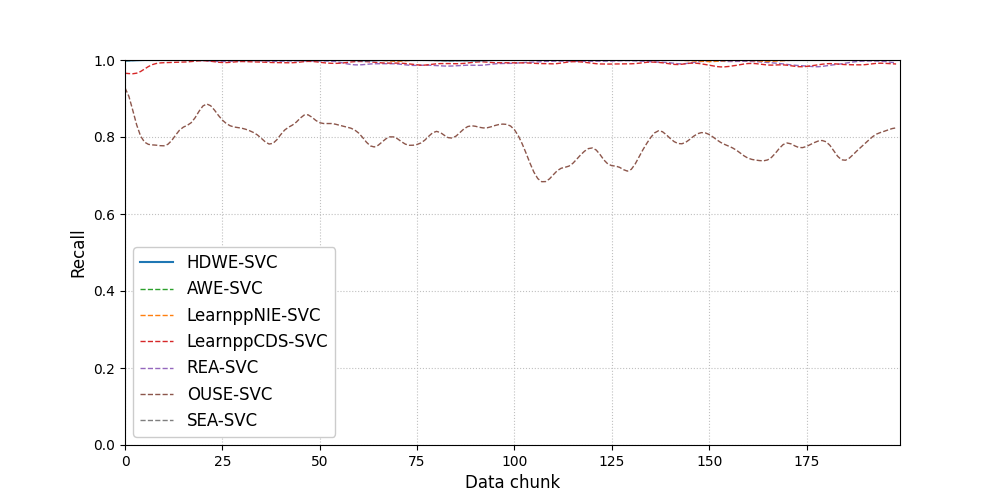 1.0
0.8
0.6
0.4
0.2
0.0
Recall
HDWE-SVC
AWE-SVC
LearnppNIE-SVC
LearnppCDS-SVC
REA-SVC
OUSE-SVC
SEA-SVC
0 25 50 75 100 125 150 175
Data chunk